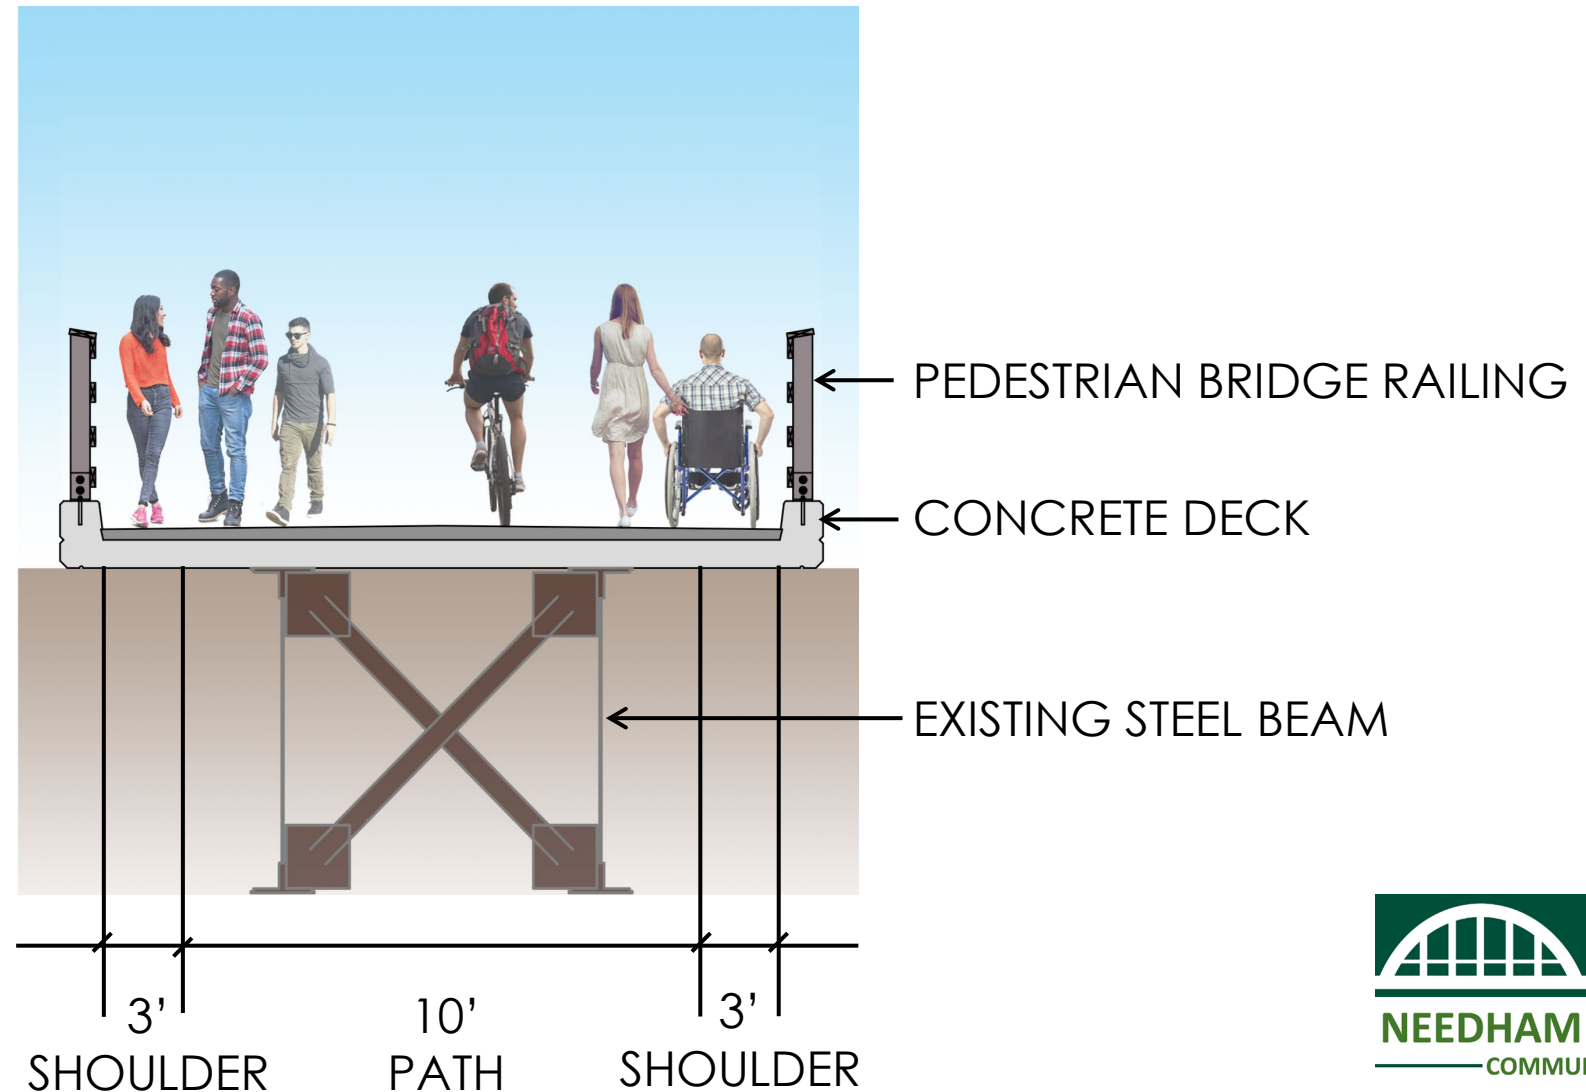 PEDESTRIAN BRIDGE RAILING
CONCRETE DECK
EXISTING STEEL BEAM
3’
SHOULDER
10’
PATH
3’
SHOULDER
NEEDHAM